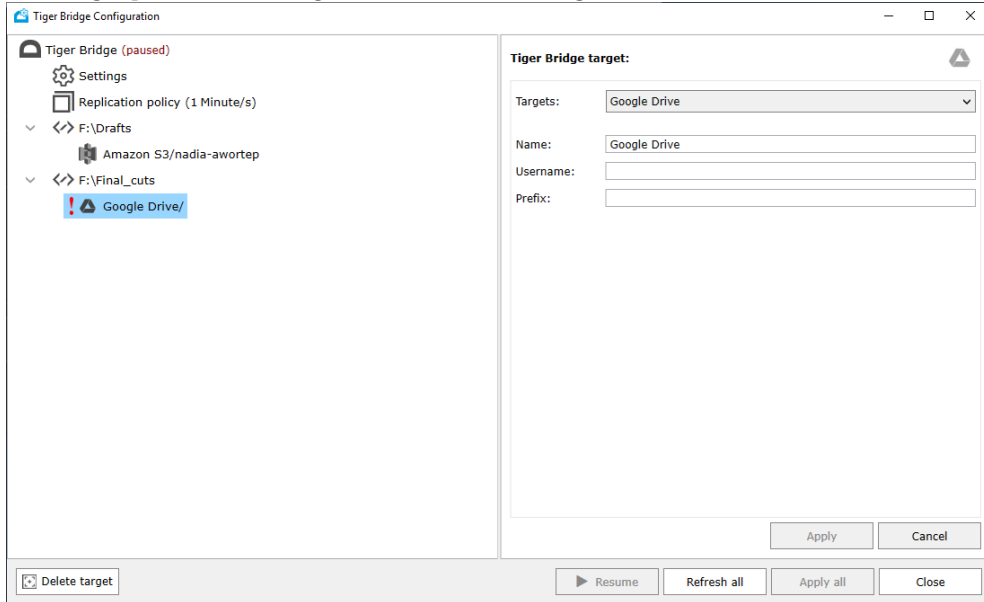 Tiger Bridge Configuration
Tiger Bridge (paused)
Settings
Replication policy (1 Minute/s)
F:\Drafts
Amazon S3/nadia-awortep
F:\Final_cuts
! Google Drive/
Tiger Bridge target:
Targets: Google Drive
Name: Google Drive
Username:
Prefix:
Apply Cancel
Delete target Resume Refresh all Apply all Close